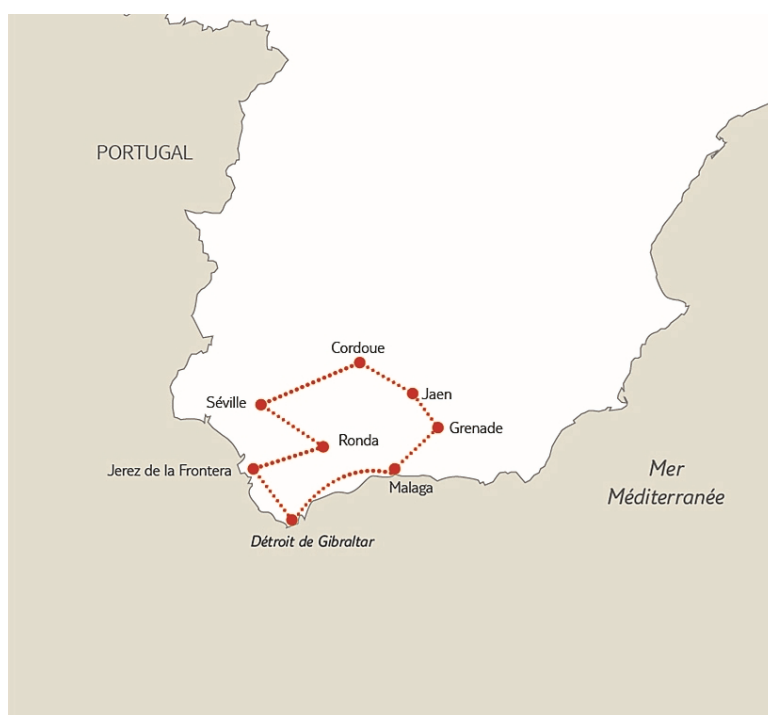 PORTUGAL
Cordoue
Jaen
Séville
Grenade
Ronda
Jerez de la Frontera
Malaga
Mer
Méditerranée
Détroit de Gibraltar